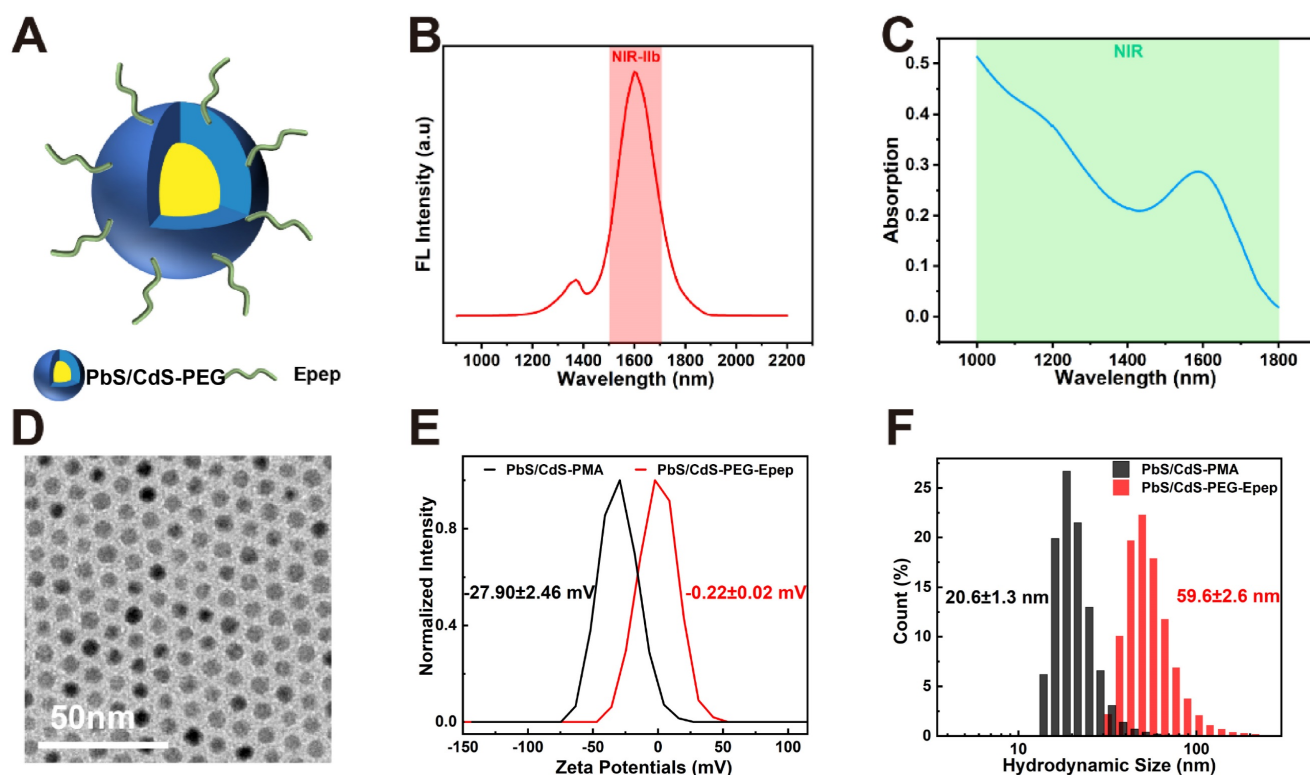 A
PbS/CdS-PEG
Epep
B
NIR-IIb
FL Intensity (a.u)
1000 1200 1400 1600 1800 2000 2200
Wavelength (nm)
C
NIR
Absorption
0.5
0.4
0.3
0.2
0.1
0.0
1000 1200 1400 1600 1800
Wavelength (nm)
D
50nm
E
PbS/CdS-PMA
PbS/CdS-PEG-Epep
Normalized Intensity
0.8
0.4
0.0
-27.90±2.46 mV
-0.22±0.02 mV
-150 -100 -50 0 50 100
Zeta Potentials (mV)
F
PbS/CdS-PMA
PbS/CdS-PEG-Epep
Count (%)
25
20
15
10
5
0
20.6±1.3 nm
59.6±2.6 nm
10 100
Hydrodynamic Size (nm)